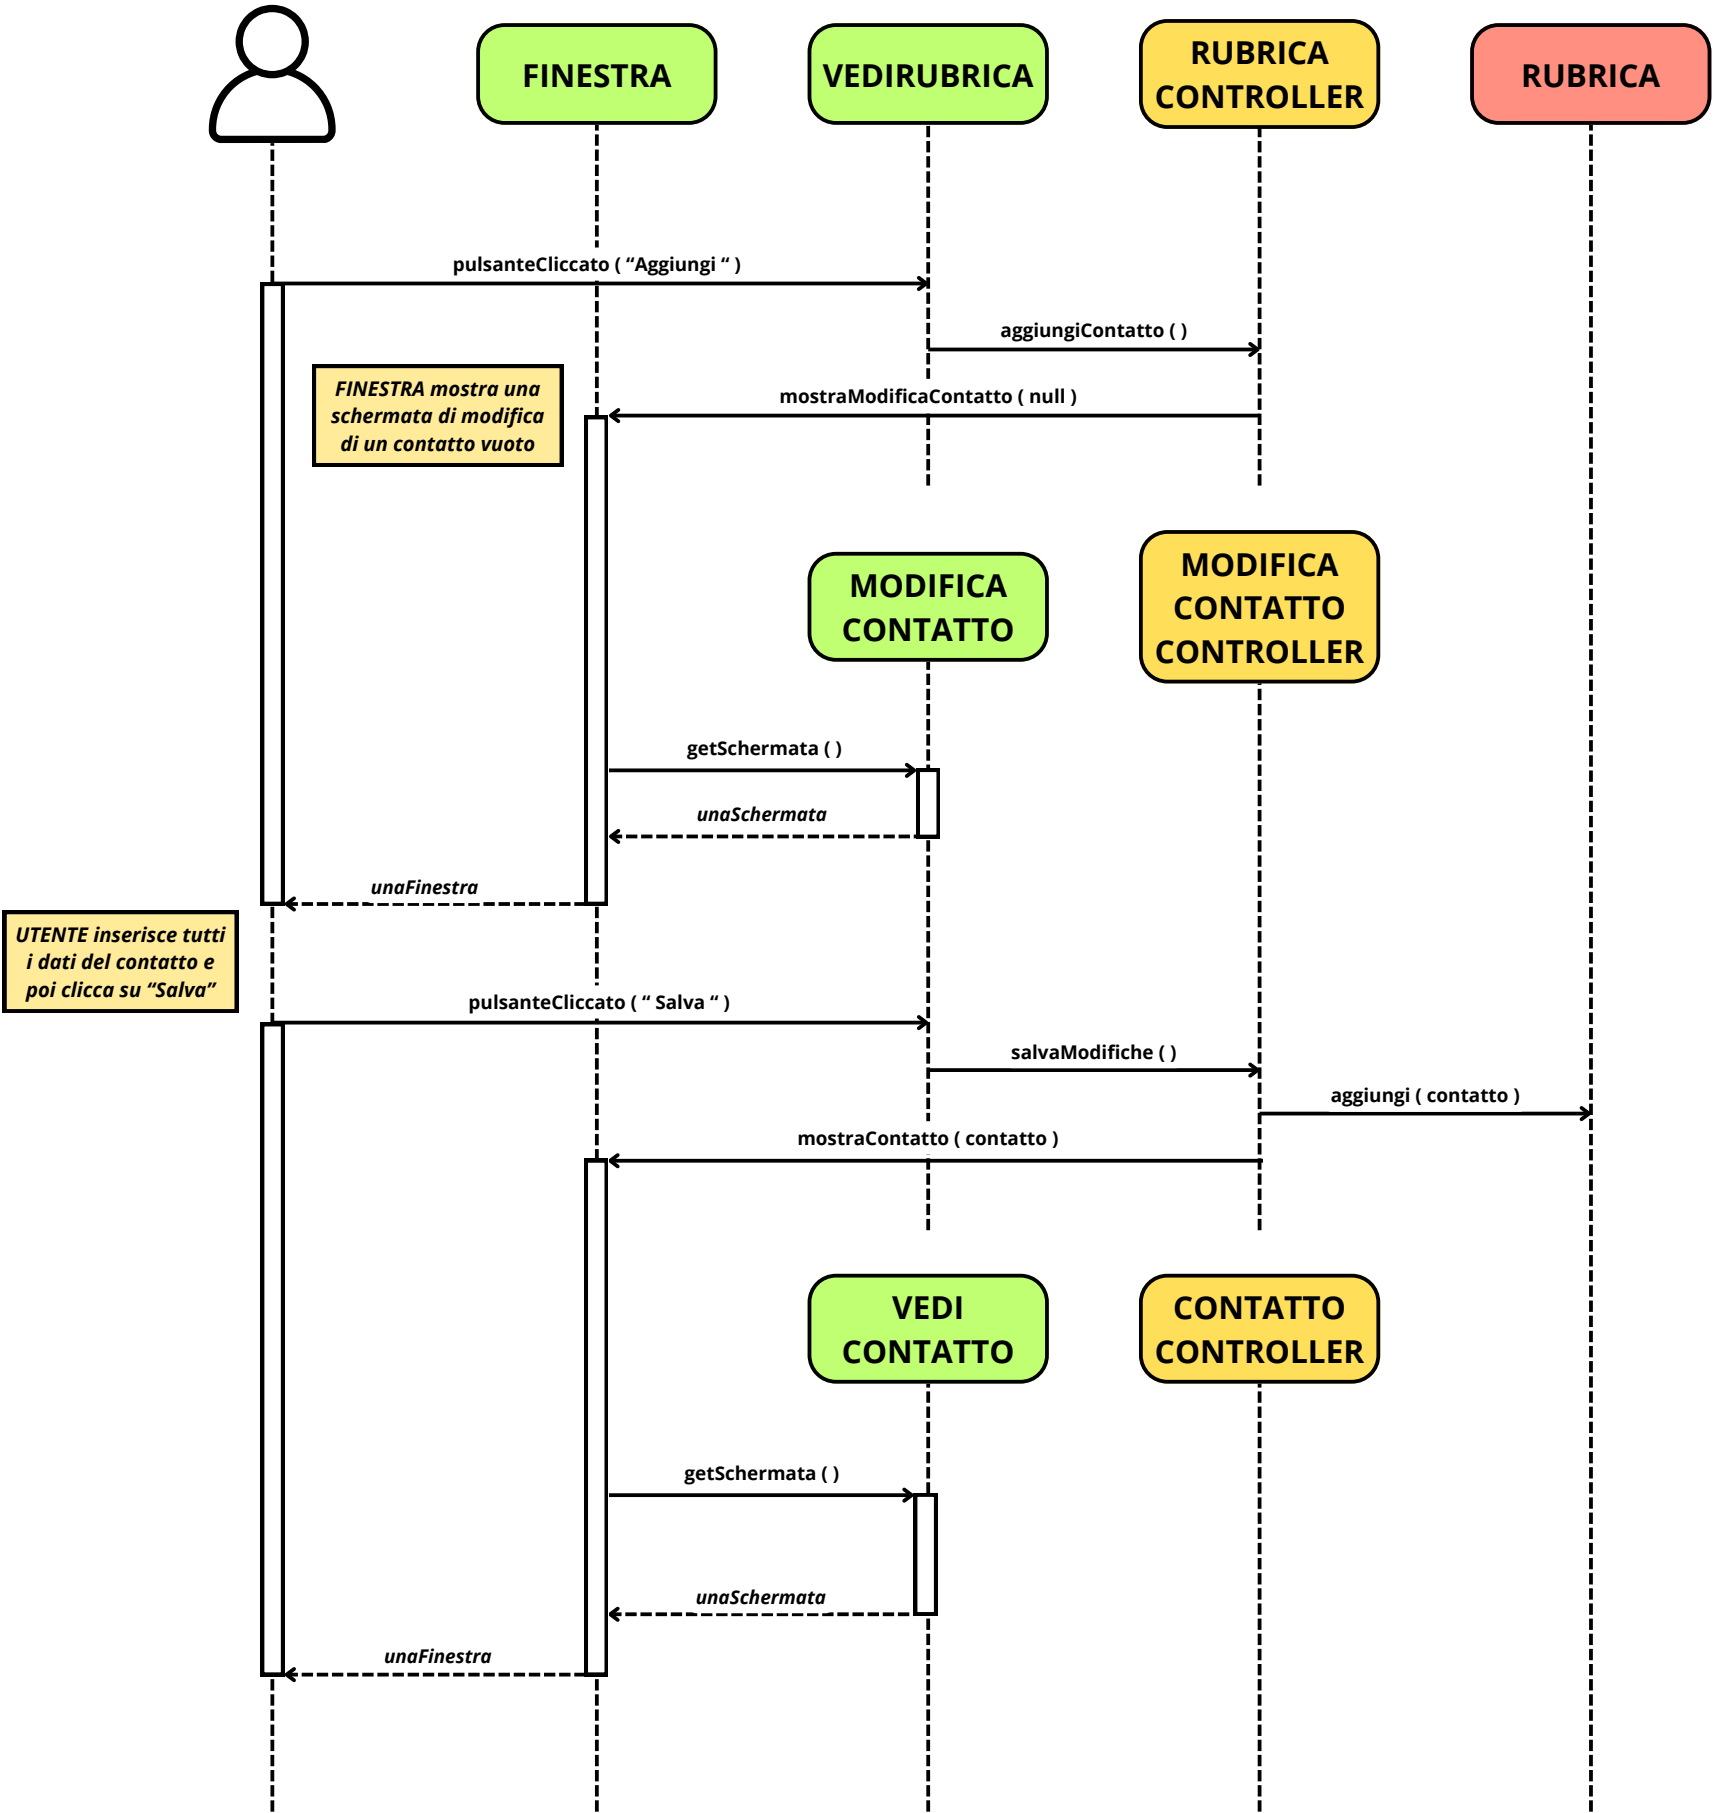 FINESTRA
VEDIRUBRICA
RUBRICA
CONTROLLER
RUBRICA
pulsanteCliccato ( “Aggiungi “ )
aggiungiContatto ( )
FINESTRA mostra una
schermata di modifica
di un contatto vuoto
mostraModificaContatto ( null )
MODIFICA
CONTATTO
MODIFICA
CONTATTO
CONTROLLER
getSchermata ( )
unaSchermata
unaFinestra
UTENTE inserisce tutti
i dati del contatto e
poi clicca su “Salva”
pulsanteCliccato ( “ Salva “ )
salvaModifiche ( )
aggiungi ( contatto )
mostraContatto ( contatto )
VEDI
CONTATTO
CONTATTO
CONTROLLER
getSchermata ( )
unaSchermata
unaFinestra